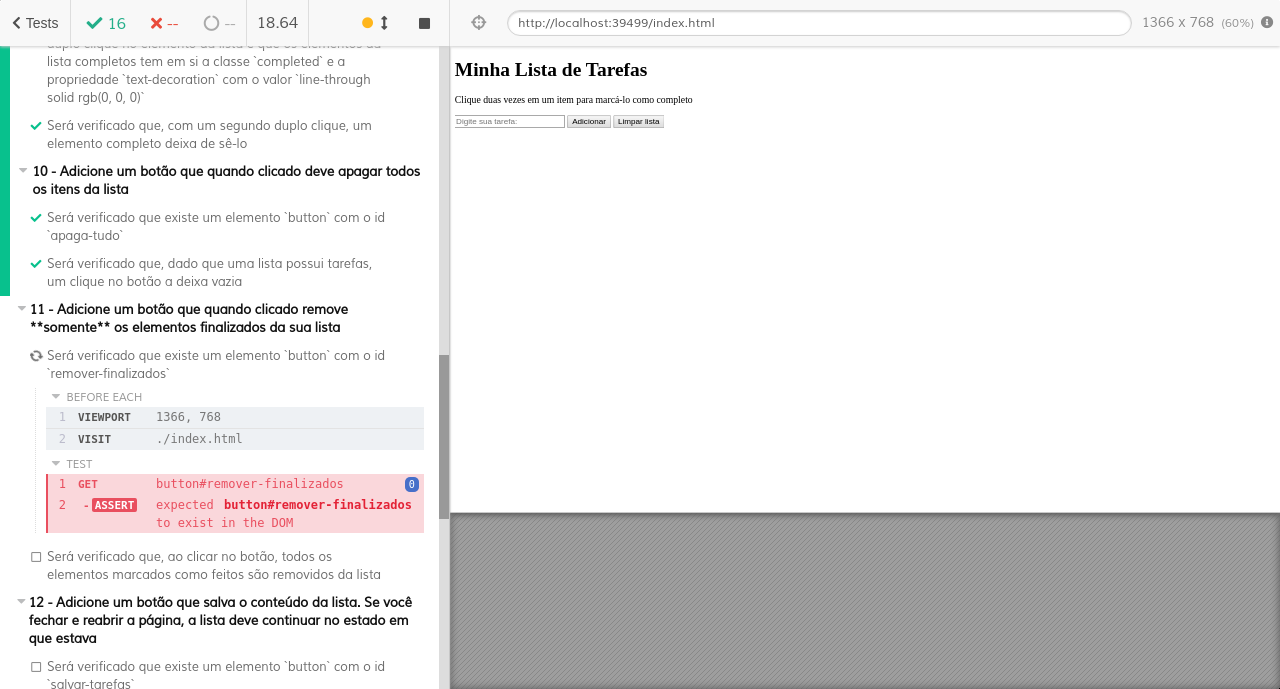 Tests
16
--
--
18.64
http://localhost:39499/index.html
1366 x 768 (60%)
duplo clique no elemento da lista e que os elementos da
lista completos tem em si a classe `completed` e a
propriedade `text-decoration` com o valor `line-through
solid rgb(0, 0, 0)`
Será verificado que, com um segundo duplo clique, um
elemento completo deixa de sê-lo
10 - Adicione um botão que quando clicado deve apagar todos
os itens da lista
Será verificado que existe um elemento `button` com o id
`apaga-tudo`
Será verificado que, dado que uma lista possui tarefas,
um clique no botão a deixa vazia
11 - Adicione um botão que quando clicado remove
**somente** os elementos finalizados da sua lista
Será verificado que existe um elemento `button` com o id
`remover-finalizados`
BEFORE EACH
1 VIEWPORT 1366, 768
2 VISIT ./index.html
TEST
1 GET button#remover-finalizados 0
2 -ASSERT expected button#remover-finalizados
to exist in the DOM
Será verificado que, ao clicar no botão, todos os
elementos marcados como feitos são removidos da lista
12 - Adicione um botão que salva o conteúdo da lista. Se você
fechar e reabrir a página, a lista deve continuar no estado em
que estava
Será verificado que existe um elemento `button` com o id
`salvar-tarefas`
Minha Lista de Tarefas
Clique duas vezes em um item para marcá-lo como completo
Digite sua tarefa: Adicionar Limpar lista